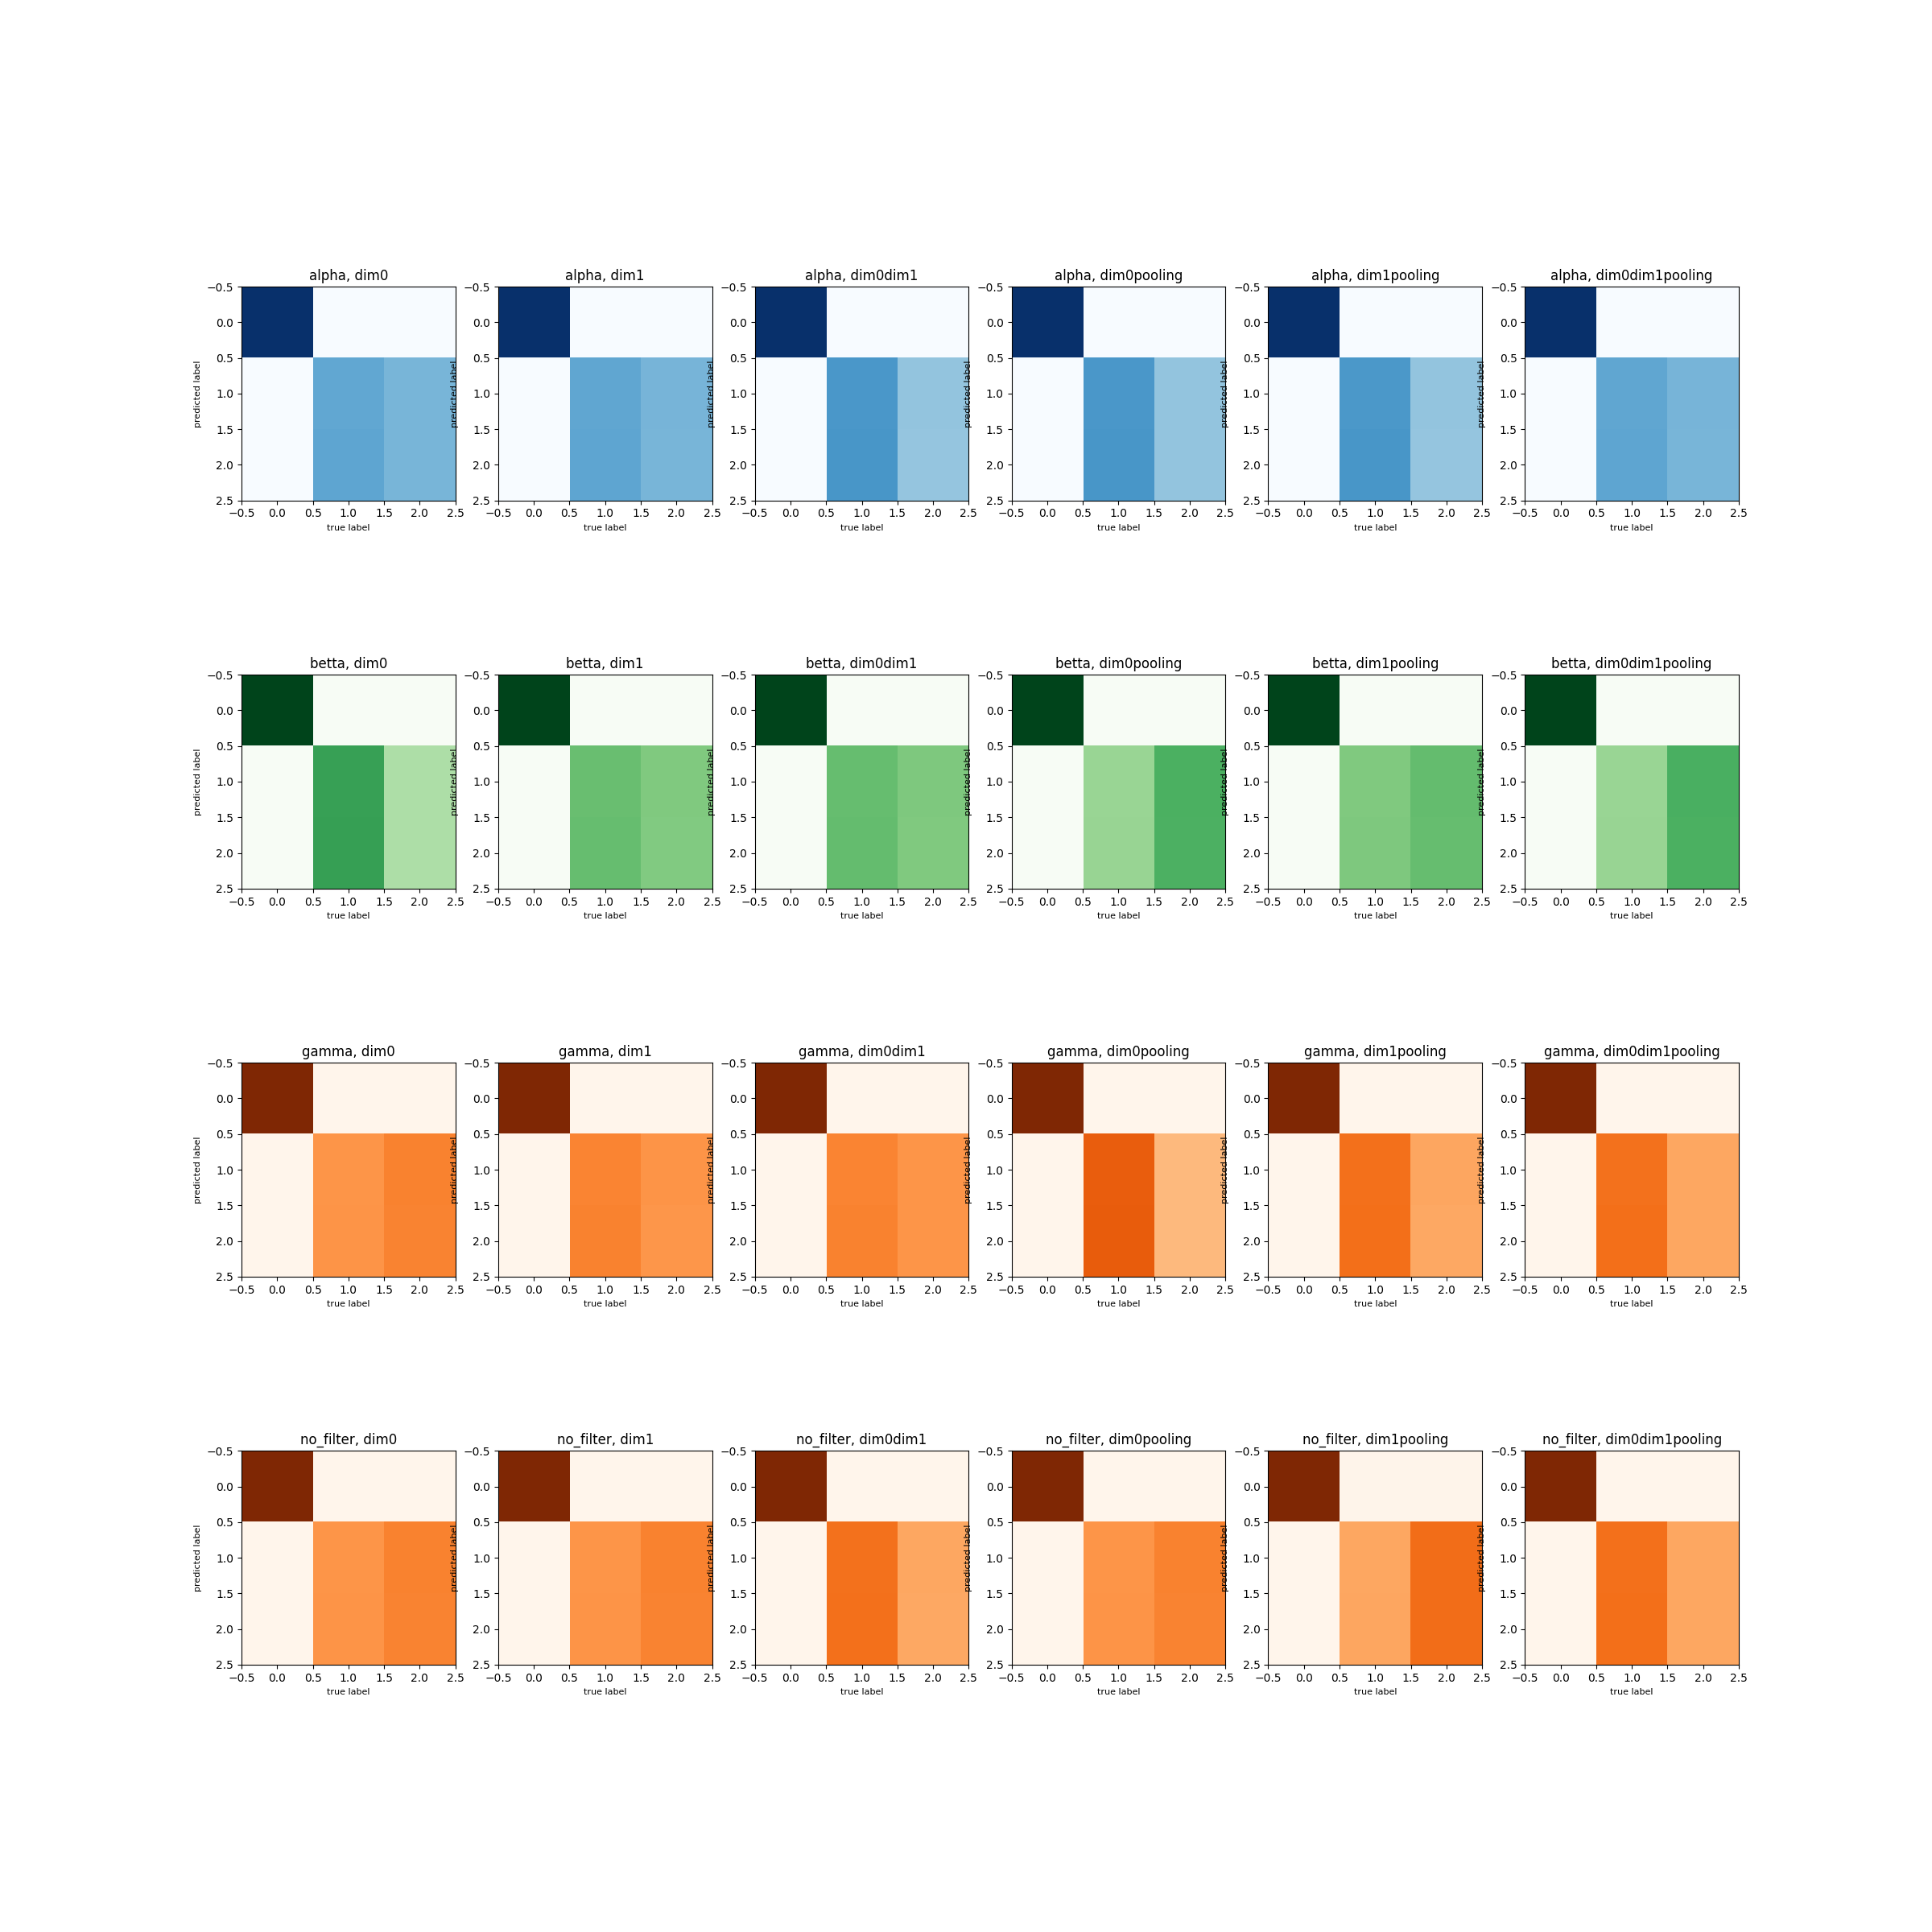 alpha, dim0 alpha, dim1 alpha, dim0dim1 alpha, dim0pooling alpha, dim1pooling alpha, dim0dim1pooling
−0.5 −0.5 −0.5 −0.5 −0.5 −0.5
0.0 0.0 0.0 0.0 0.0 0.0
0.5 0.5 0.5 0.5 0.5 0.5
predicted label predicted label predicted label predicted label predicted label predicted label
1.0 1.0 1.0 1.0 1.0 1.0
1.5 1.5 1.5 1.5 1.5 1.5
2.0 2.0 2.0 2.0 2.0 2.0
2.5 2.5 2.5 2.5 2.5 2.5
−0.5 0.0 0.5 1.0 1.5 2.0 2.5 −0.5 0.0 0.5 1.0 1.5 2.0 2.5 −0.5 0.0 0.5 1.0 1.5 2.0 2.5 −0.5 0.0 0.5 1.0 1.5 2.0 2.5 −0.5 0.0 0.5 1.0 1.5 2.0 2.5 −0.5 0.0 0.5 1.0 1.5 2.0 2.5
true label true label true label true label true label true label
betta, dim0 betta, dim1 betta, dim0dim1 betta, dim0pooling betta, dim1pooling betta, dim0dim1pooling
−0.5 −0.5 −0.5 −0.5 −0.5 −0.5
0.0 0.0 0.0 0.0 0.0 0.0
0.5 0.5 0.5 0.5 0.5 0.5
predicted label predicted label predicted label predicted label predicted label predicted label
1.0 1.0 1.0 1.0 1.0 1.0
1.5 1.5 1.5 1.5 1.5 1.5
2.0 2.0 2.0 2.0 2.0 2.0
2.5 2.5 2.5 2.5 2.5 2.5
−0.5 0.0 0.5 1.0 1.5 2.0 2.5 −0.5 0.0 0.5 1.0 1.5 2.0 2.5 −0.5 0.0 0.5 1.0 1.5 2.0 2.5 −0.5 0.0 0.5 1.0 1.5 2.0 2.5 −0.5 0.0 0.5 1.0 1.5 2.0 2.5 −0.5 0.0 0.5 1.0 1.5 2.0 2.5
true label true label true label true label true label true label
gamma, dim0 gamma, dim1 gamma, dim0dim1 gamma, dim0pooling gamma, dim1pooling gamma, dim0dim1pooling
−0.5 −0.5 −0.5 −0.5 −0.5 −0.5
0.0 0.0 0.0 0.0 0.0 0.0
0.5 0.5 0.5 0.5 0.5 0.5
predicted label predicted label predicted label predicted label predicted label predicted label
1.0 1.0 1.0 1.0 1.0 1.0
1.5 1.5 1.5 1.5 1.5 1.5
2.0 2.0 2.0 2.0 2.0 2.0
2.5 2.5 2.5 2.5 2.5 2.5
−0.5 0.0 0.5 1.0 1.5 2.0 2.5 −0.5 0.0 0.5 1.0 1.5 2.0 2.5 −0.5 0.0 0.5 1.0 1.5 2.0 2.5 −0.5 0.0 0.5 1.0 1.5 2.0 2.5 −0.5 0.0 0.5 1.0 1.5 2.0 2.5 −0.5 0.0 0.5 1.0 1.5 2.0 2.5
true label true label true label true label true label true label
no_filter, dim0 no_filter, dim1 no_filter, dim0dim1 no_filter, dim0pooling no_filter, dim1pooling no_filter, dim0dim1pooling
−0.5 −0.5 −0.5 −0.5 −0.5 −0.5
0.0 0.0 0.0 0.0 0.0 0.0
0.5 0.5 0.5 0.5 0.5 0.5
predicted label predicted label predicted label predicted label predicted label predicted label
1.0 1.0 1.0 1.0 1.0 1.0
1.5 1.5 1.5 1.5 1.5 1.5
2.0 2.0 2.0 2.0 2.0 2.0
2.5 2.5 2.5 2.5 2.5 2.5
−0.5 0.0 0.5 1.0 1.5 2.0 2.5 −0.5 0.0 0.5 1.0 1.5 2.0 2.5 −0.5 0.0 0.5 1.0 1.5 2.0 2.5 −0.5 0.0 0.5 1.0 1.5 2.0 2.5 −0.5 0.0 0.5 1.0 1.5 2.0 2.5 −0.5 0.0 0.5 1.0 1.5 2.0 2.5
true label true label true label true label true label true label